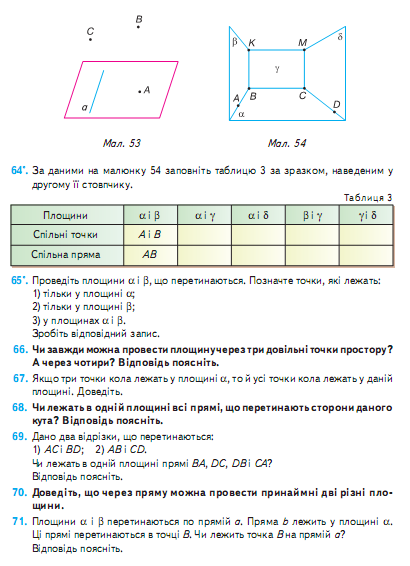 B
C
A
a
Мал. 53
β
K
M
δ
γ
A
B
C
D
α
Мал. 54
64°. За даними на малюнку 54 заповніть таблицю 3 за зразком, наведеним у
другому її стовпчику.
Таблиця 3
Площини α і β α і γ α і δ β і γ γ і δ
Спільні точки A і B
Спільна пряма AB
65°. Проведіть площини α і β, що перетинаються. Позначте точки, які лежать:
1) тільки у площині α;
2) тільки у площині β;
3) у площинах α і β.
Зробіть відповідний запис.
66. Чи завжди можна провести площину через три довільні точки простору?
А через чотири? Відповідь поясніть.
67. Якщо три точки кола лежать у площині α, то й усі точки кола лежать у даній
площині. Доведіть.
68. Чи лежать в одній площині всі прямі, що перетинають сторони даного
кута? Відповідь поясніть.
69. Дано два відрізки, що перетинаються:
1) AC і BD; 2) AB і CD.
Чи лежать в одній площині прямі BA, DC, DB і CA?
Відповідь поясніть.
70. Доведіть, що через пряму можна провести принаймні дві різні пло-
щини.
71. Площини α і β перетинаються по прямій a. Пряма b лежить у площині α.
Ці прямі перетинаються в точці B. Чи лежить точка B на прямій a?
Відповідь поясніть.